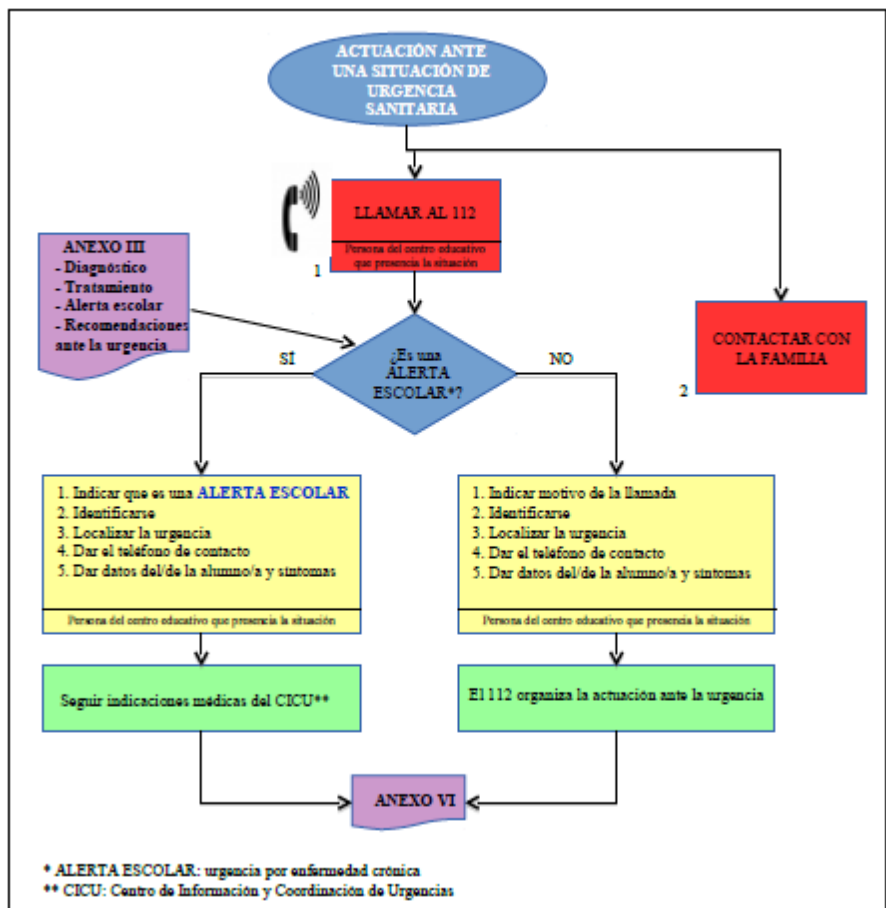 ACTUACIÓN ANTE
UNA SITUACIÓN DE
URGENCIA
SANITARIA
LLAMAR AL 112
Persona del centro educativo
que presencia la situación
1
ANEXO III
- Diagnóstico
- Tratamiento
- Alerta escolar
- Recomendaciones
ante la urgencia
CONTACTAR CON
LA FAMILIA
2
¿Es una
ALERTA
ESCOLAR*?
SÍ
NO
1. Indicar que es una ALERTA ESCOLAR
2. Identificarse
3. Localizar la urgencia
4. Dar el teléfono de contacto
5. Dar datos del/de la alumno/a y síntomas
Persona del centro educativo que presencia la situación
1. Indicar motivo de la llamada
2. Identificarse
3. Localizar la urgencia
4. Dar el teléfono de contacto
5. Dar datos del/de la alumno/a y síntomas
Persona del centro educativo que presencia la situación
Seguir indicaciones médicas del CICU**
El 112 organiza la actuación ante la urgencia
ANEXO VI
* ALERTA ESCOLAR: urgencia por enfermedad crónica
** CICU: Centro de Información y Coordinación de Urgencias